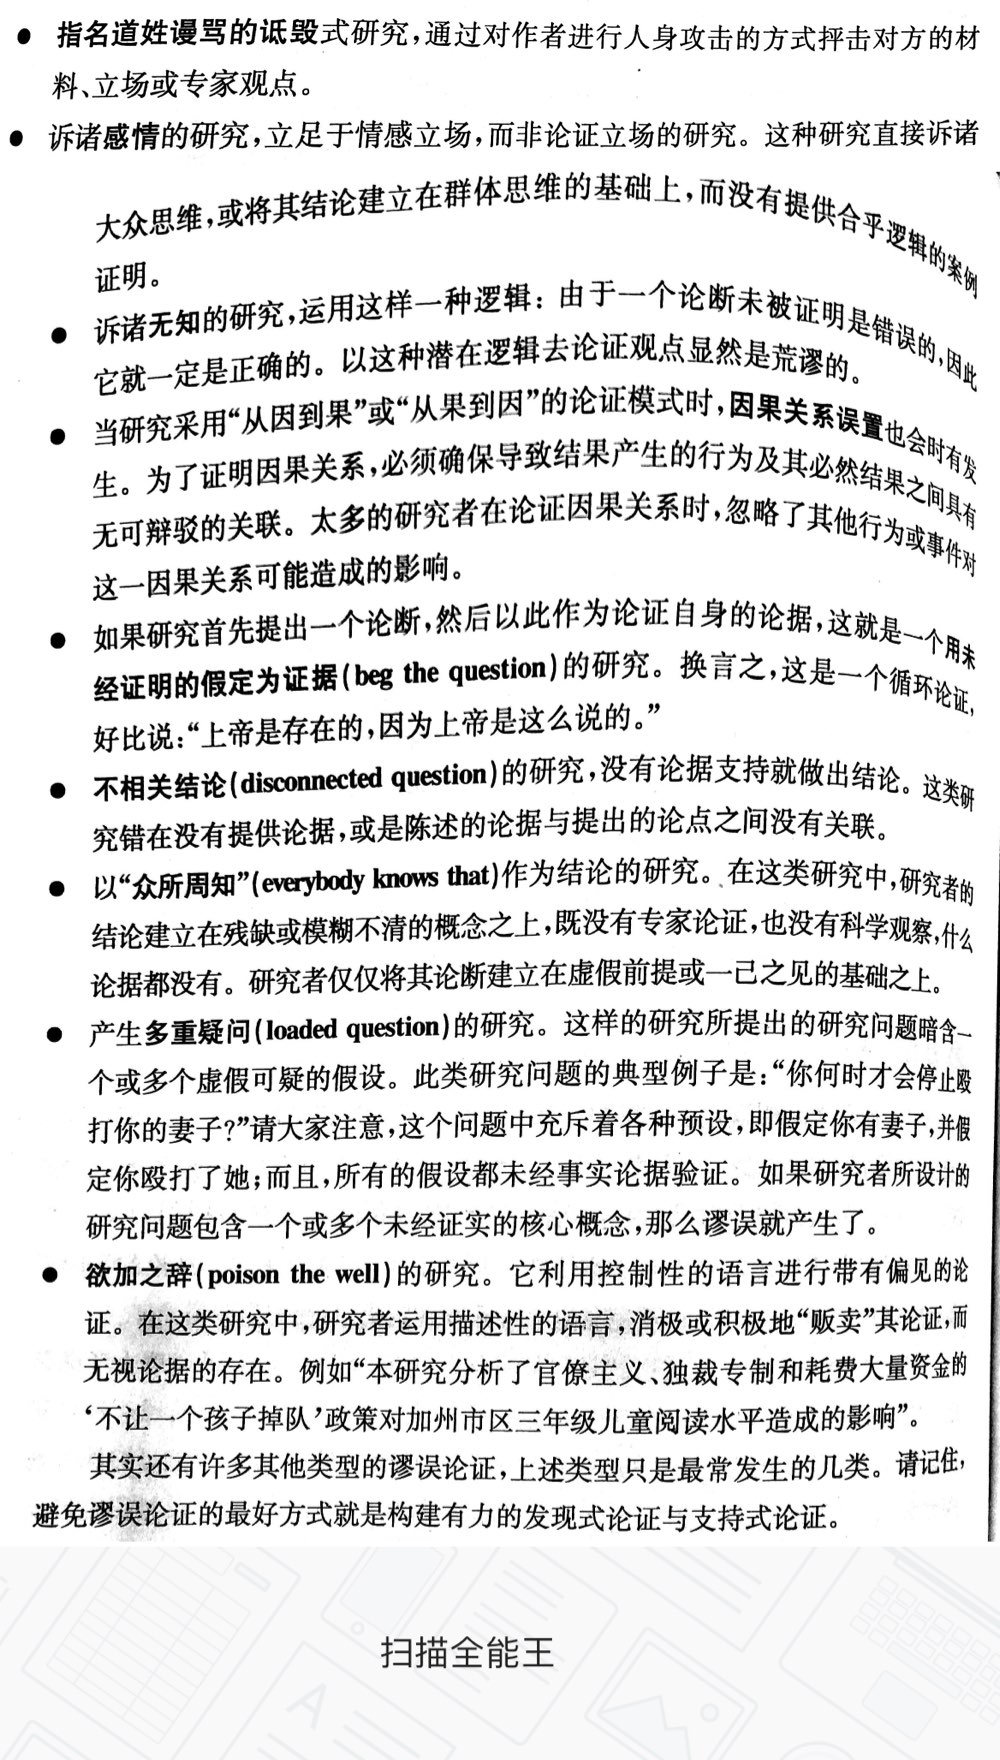 ● 指名道姓谩骂的诋毁式研究,通过对作者进行人身攻击的方式抨击对方的材
料、立场或专家观点。
● 诉诸感情的研究,立足于情感立场,而非论证立场的研究。这种研究直接诉诸
大众思维,或将其结论建立在群体思维的基础上,而没有提供合乎逻辑的案例
证明。
● 诉诸无知的研究,运用这样一种逻辑:由于一个论断未被证明是错误的,因此
它就一定是正确的。以这种潜在逻辑去论证观点显然是荒谬的。
● 当研究采用“从因到果”或“从果到因”的论证模式时,因果关系误置也会时有发
生。为了证明因果关系,必须确保导致结果产生的行为及其必然结果之间具有
无可辩驳的关联。太多的研究者在论证因果关系时,忽略了其他行为或事件对
这一因果关系可能造成的影响。
● 如果研究首先提出一个论断,然后以此作为论证自身的论据,这就是一个用未
经证明的假定为证据(beg the question)的研究。换言之,这是一个循环论证,
好比说:“上帝是存在的,因为上帝是这么说的。”
● 不相关结论(disconnected question)的研究,没有论据支持就做出结论。这类研
究错在没有提供论据,或是陈述的论据与提出的论点之间没有关联。
● 以“众所周知”(everybody knows that)作为结论的研究。在这类研究中,研究者的
结论建立在残缺或模糊不清的概念之上,既没有专家论证,也没有科学观察,什么
论据都没有。研究者仅仅将其论断建立在虚假前提或一己之见的基础之上。
● 产生多重疑问(loaded question)的研究。这样的研究所提出的研究问题暗含一
个或多个虚假可疑的假设。此类研究问题的典型例子是:“你何时才会停止殴
打你的妻子?”请大家注意,这个问题中充斥着各种预设,即假定你有妻子,并假
定你殴打了她;而且,所有的假设都未经事实论据验证。如果研究者所设计的
研究问题包含一个或多个未经证实的核心概念,那么谬误就产生了。
● 欲加之辞(poison the well)的研究。它利用控制性的语言进行带有偏见的论
证。在这类研究中,研究者运用描述性的语言,消极或积极地“贩卖”其论证,而
无视论据的存在。例如“本研究分析了官僚主义、独裁专制和耗费大量资金的
‘不让一个孩子掉队’政策对加州市区三年级儿童阅读水平造成的影响”。
其实还有许多其他类型的谬误论证,上述类型只是最常发生的几类。请记住,
避免谬误论证的最好方式就是构建有力的发现式论证与支持式论证。
扫描全能王